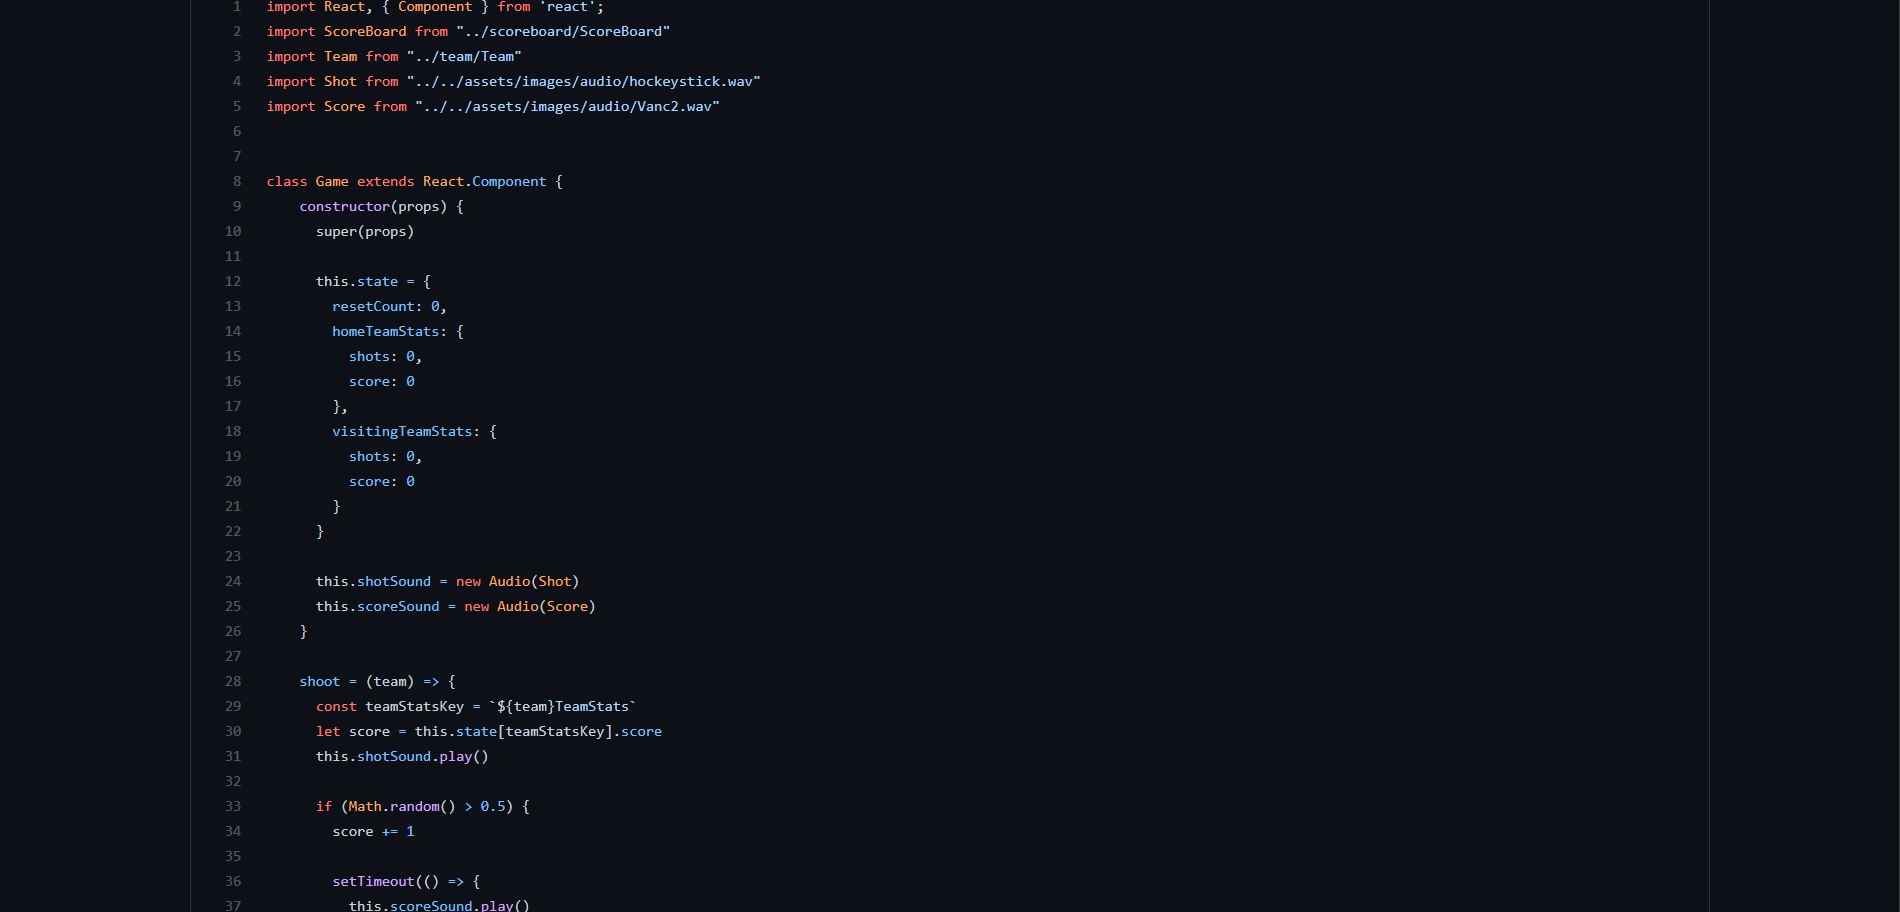 1 import React, { Component } from 'react';
2 import ScoreBoard from "../scoreboard/ScoreBoard"
3 import Team from "../team/Team"
4 import Shot from "../../assets/images/audio/hockeystick.wav"
5 import Score from "../../assets/images/audio/Vanc2.wav"
6
7
8 class Game extends React.Component {
9     constructor(props) {
10       super(props)
11
12       this.state = {
13         resetCount: 0,
14         homeTeamStats: {
15           shots: 0,
16           score: 0
17         },
18         visitingTeamStats: {
19           shots: 0,
20           score: 0
21         }
22       }
23
24       this.shotSound = new Audio(Shot)
25       this.scoreSound = new Audio(Score)
26     }
27
28     shoot = (team) => {
29       const teamStatsKey = `${team}TeamStats`
30       let score = this.state[teamStatsKey].score
31       this.shotSound.play()
32
33       if (Math.random() > 0.5) {
34         score += 1
35
36         setTimeout(() => {
37           this.scoreSound.play()